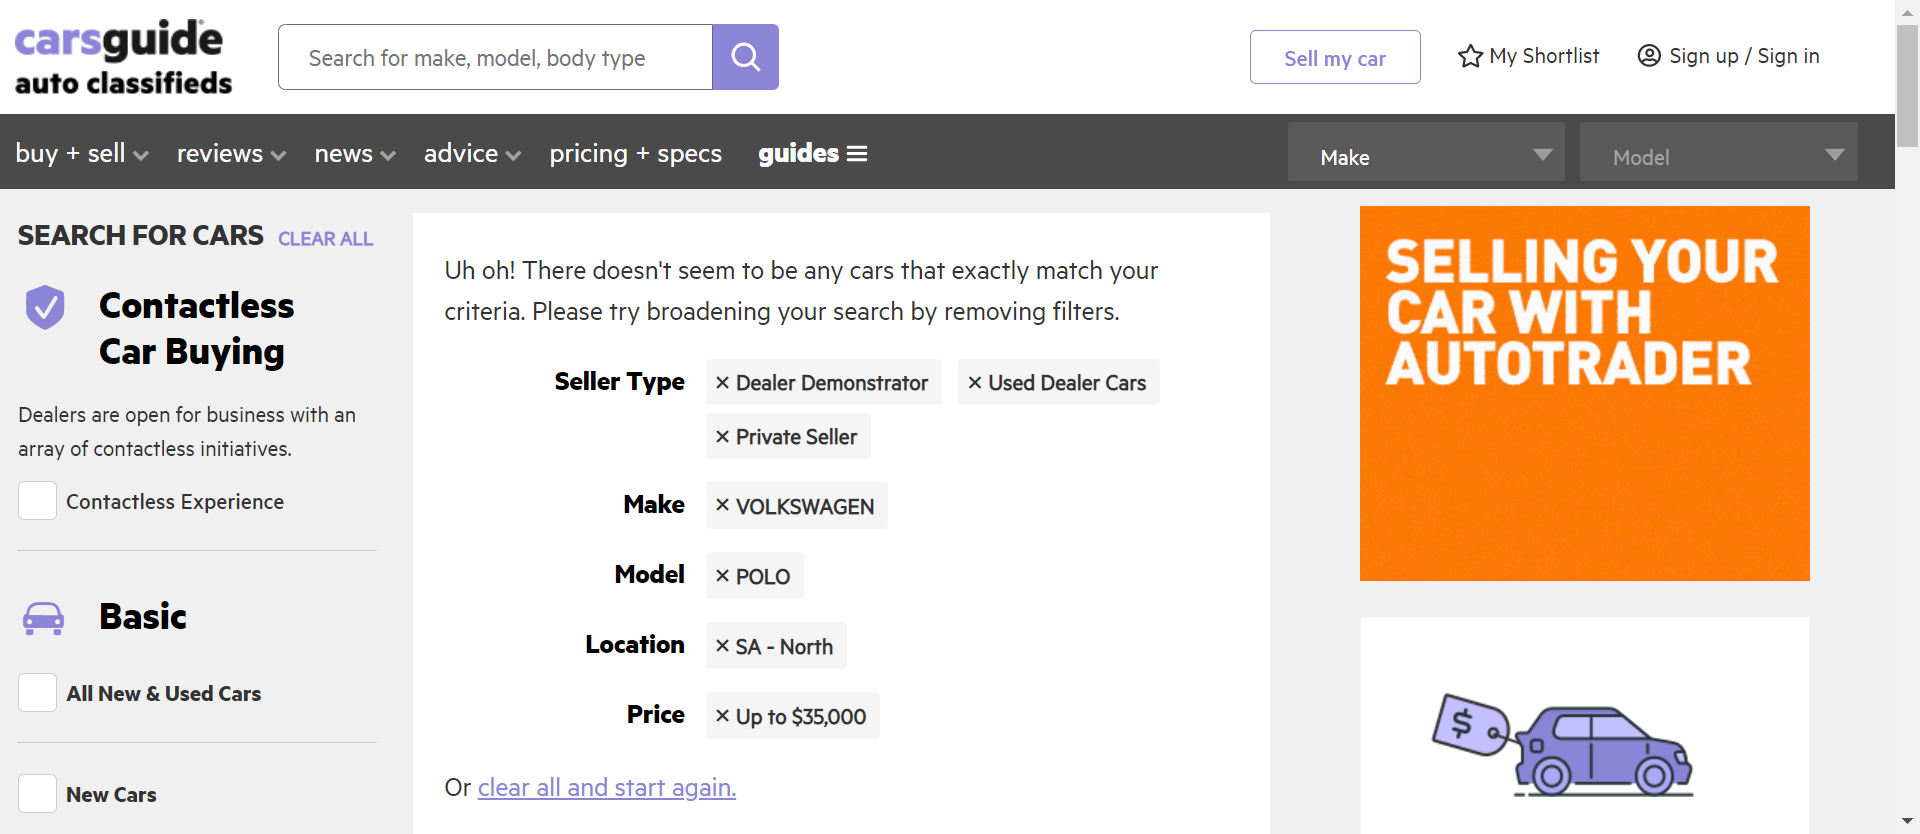 carsguide
auto classifieds
Search for make, model, body type
Sell my car
My Shortlist
Sign up / Sign in
buy + sell
reviews
news
advice
pricing + specs
guides
Make
Model
SEARCH FOR CARS CLEAR ALL
Contactless
Car Buying
Dealers are open for business with an
array of contactless initiatives.
Contactless Experience
Basic
All New & Used Cars
New Cars
Uh oh! There doesn't seem to be any cars that exactly match your
criteria. Please try broadening your search by removing filters.
Seller Type × Dealer Demonstrator × Used Dealer Cars
× Private Seller
Make × VOLKSWAGEN
Model × POLO
Location × SA - North
Price × Up to $35,000
Or clear all and start again.
SELLING YOUR
CAR WITH
AUTOTRADER
$